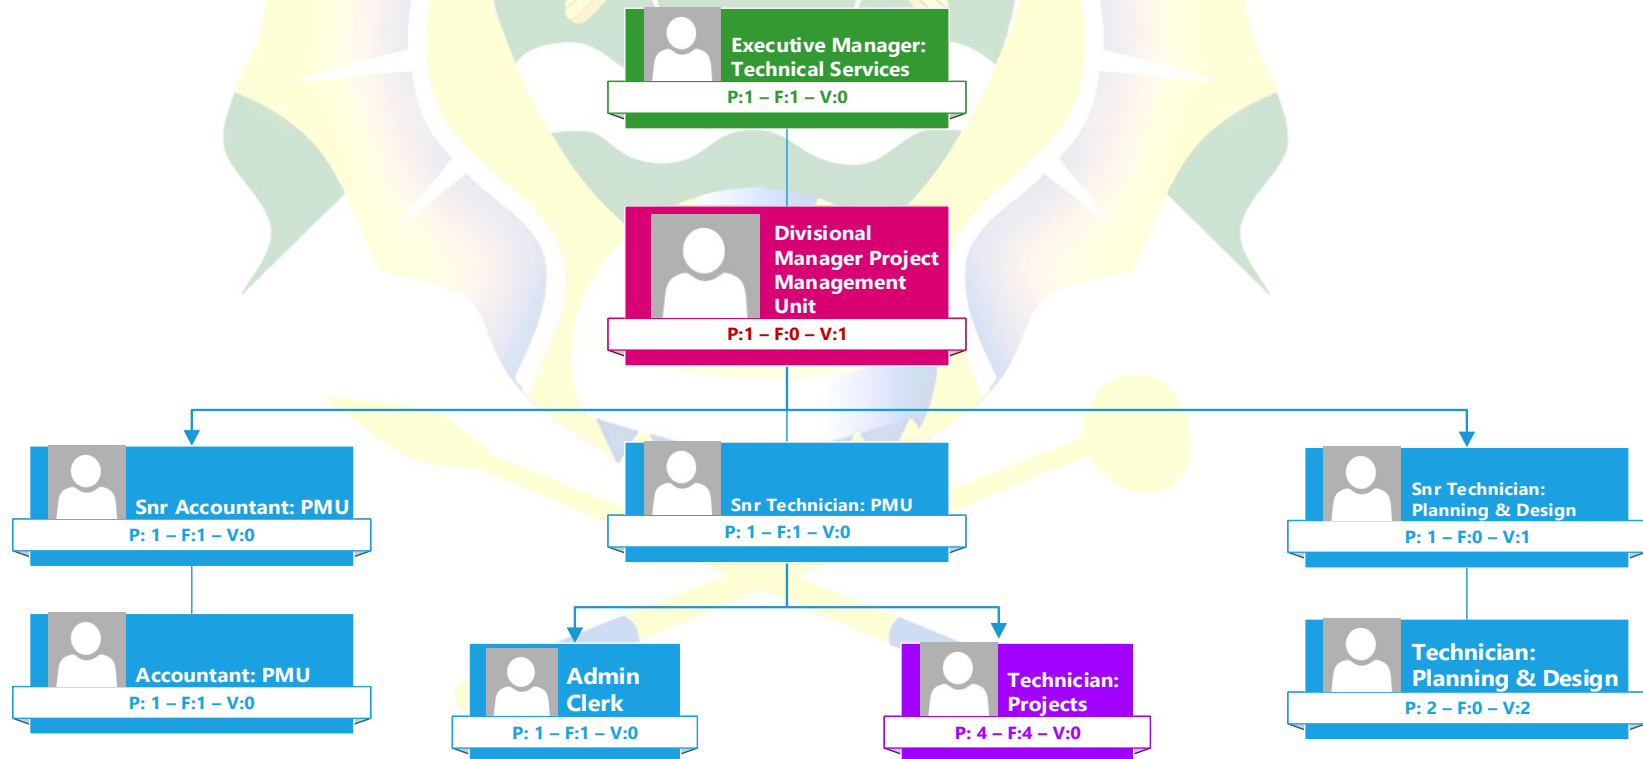 Executive Manager:
Technical Services
P:1 – F:1 – V:0
Divisional
Manager Project
Management
Unit
P:1 – F:0 – V:1
Snr Accountant: PMU
P: 1 – F:1 – V:0
Snr Technician: PMU
P: 1 – F:1 – V:0
Snr Technician:
Planning & Design
P: 1 – F:0 – V:1
Accountant: PMU
P: 1 – F:1 – V:0
Admin
Clerk
P: 1 – F:1 – V:0
Technician:
Projects
P: 4 – F:4 – V:0
Technician:
Planning & Design
P: 2 – F:0 – V:2